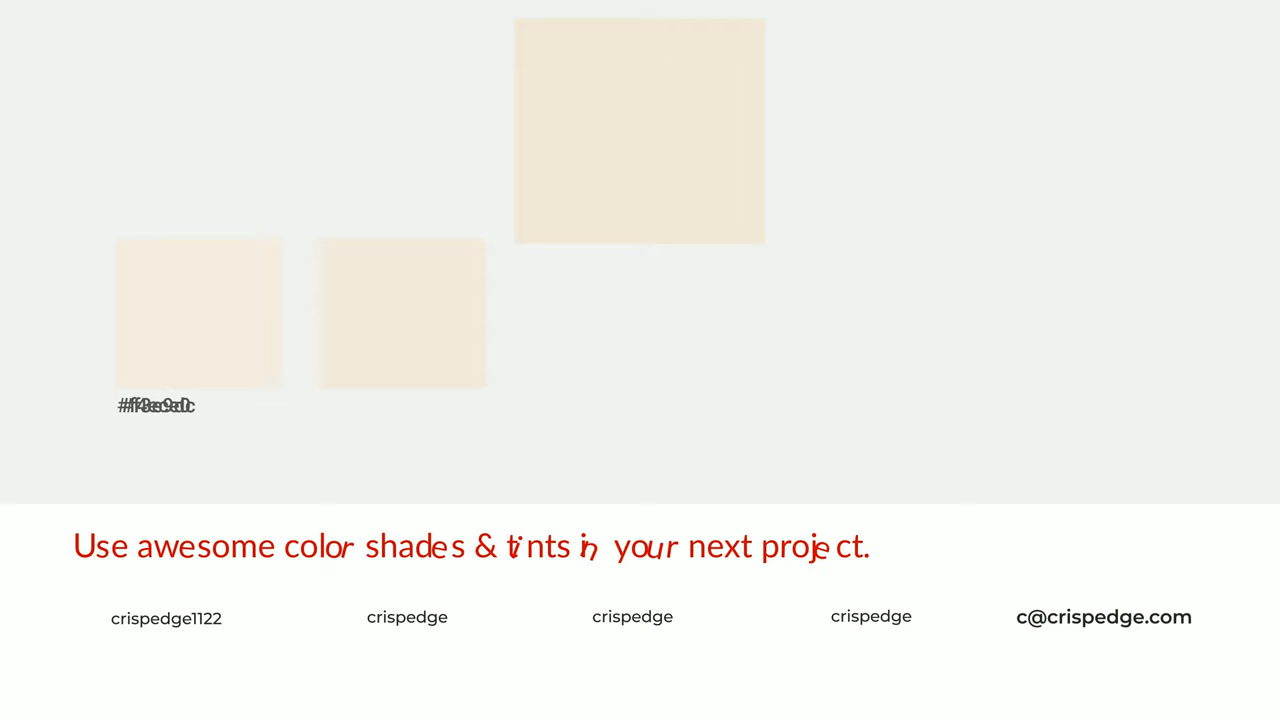 Use awesome color shades & tints in your next project.
crispedge1122 crispedge crispedge crispedge c@crispedge.com